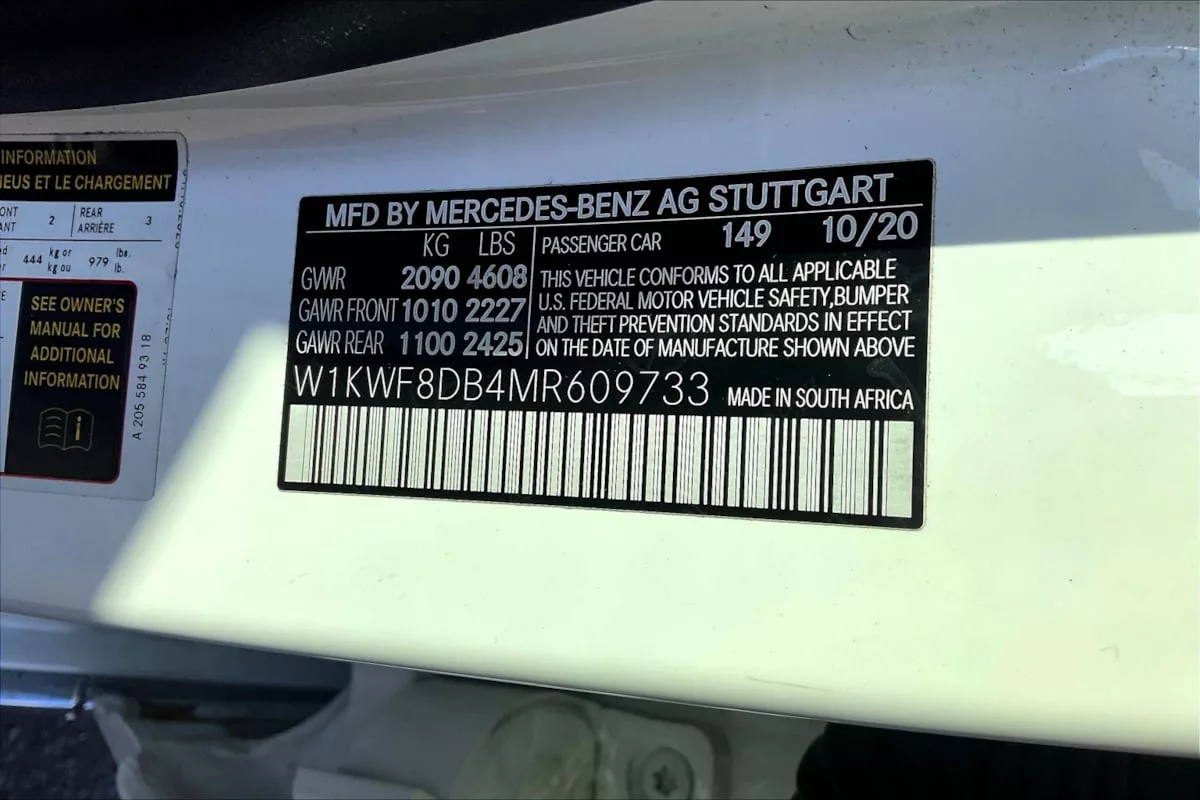 INFORMATION
NEUS ET LE CHARGEMENT
2 REAR 3
ARRIÈRE
444 kg or 979 lbs.
kg ou lb.
SEE OWNER'S
MANUAL FOR
ADDITIONAL
INFORMATION
A 205 584 93 18
MFD BY MERCEDES-BENZ AG STUTTGART
KG LBS
GVWR 2090 4608
GAWR FRONT 1010 2227
GAWR REAR 1100 2425
PASSENGER CAR 149 10/20
THIS VEHICLE CONFORMS TO ALL APPLICABLE
U.S. FEDERAL MOTOR VEHICLE SAFETY,BUMPER
AND THEFT PREVENTION STANDARDS IN EFFECT
ON THE DATE OF MANUFACTURE SHOWN ABOVE
W1KWF8DB4MR609733 MADE IN SOUTH AFRICA